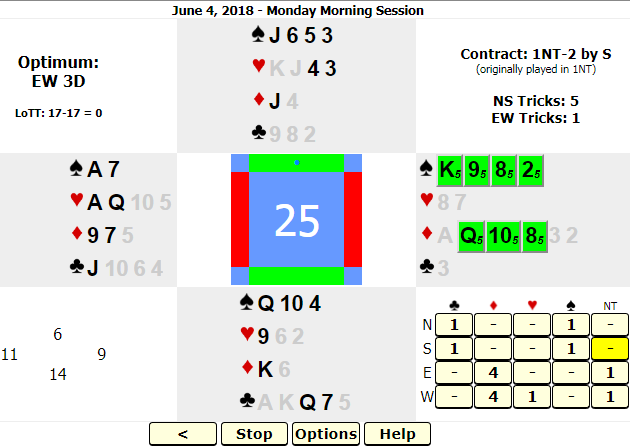 June 4, 2018 - Monday Morning Session
Optimum:
EW 3D
LoTT: 17-17 = 0
♠ J 6 5 3
♥ K J 4 3
♦ J 4
♣ 9 8 2
Contract: 1NT-2 by S
(originally played in 1NT)
NS Tricks: 5
EW Tricks: 1
♠ A 7
♥ A Q 10 5
♦ 9 7 5
♣ J 10 6 4
25
♠ K5 95 85 25
♥ 8 7
♦ A Q5 105 85 3 2
♣ 3
♠ Q 10 4
♥ 9 6 2
♦ K 6
♣ A K Q 7 5
6
11 9
14
♣ ♦ ♥ ♠ NT
N 1 - - 1 -
S 1 - - 1 -
E - 4 - - 1
W - 4 1 - 1
< Stop Options Help